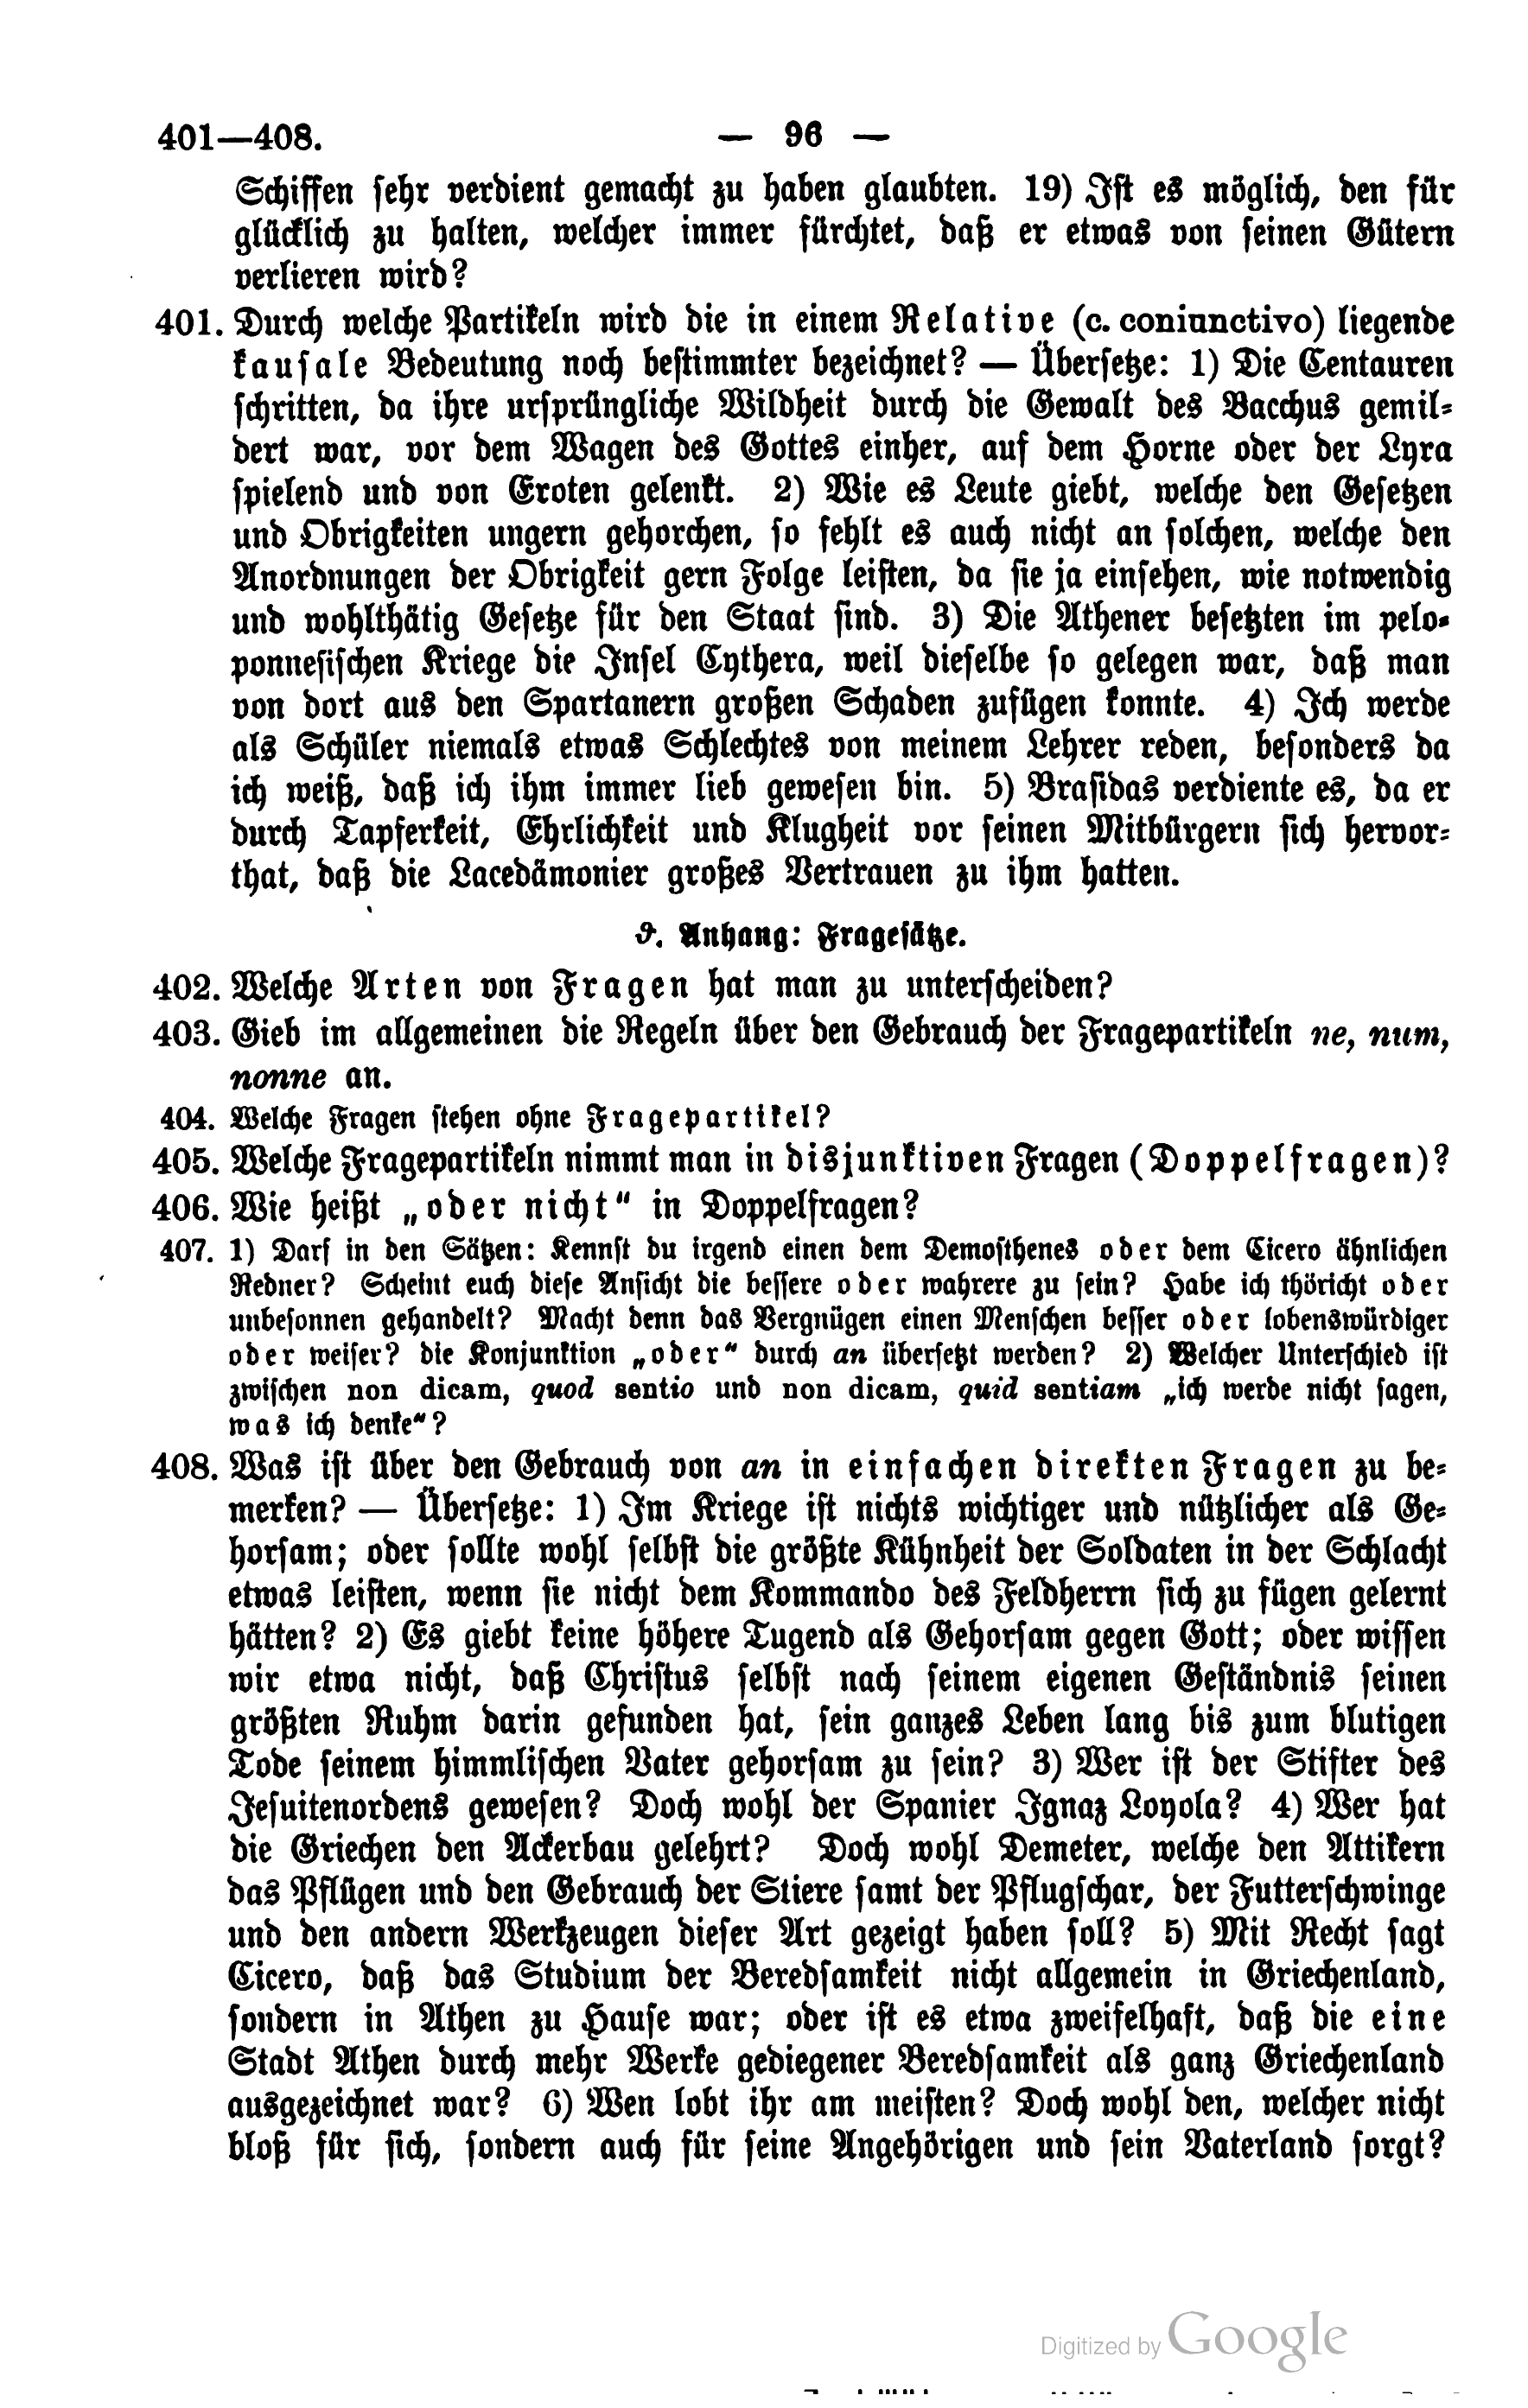 401—408. — 96 —
Schiffen sehr verdient gemacht zu haben glaubten. 19) Ist es möglich, den für
glücklich zu halten, welcher immer fürchtet, daß er etwas von seinen Gütern
verlieren wird?
401. Durch welche Partikeln wird die in einem Relative (c. coniunctivo) liegende
kausale Bedeutung noch bestimmter bezeichnet? — Übersetze: 1) Die Centauren
schritten, da ihre ursprüngliche Wildheit durch die Gewalt des Bacchus gemil-
dert war, vor dem Wagen des Gottes einher, auf dem Horne oder der Lyra
spielend und von Eroten gelenkt. 2) Wie es Leute giebt, welche den Gesetzen
und Obrigkeiten ungern gehorchen, so fehlt es auch nicht an solchen, welche den
Anordnungen der Obrigkeit gern Folge leisten, da sie ja einsehen, wie notwendig
und wohlthätig Gesetze für den Staat sind. 3) Die Athener besetzten im pelo-
ponnesischen Kriege die Insel Cythera, weil dieselbe so gelegen war, daß man
von dort aus den Spartanern großen Schaden zufügen konnte. 4) Ich werde
als Schüler niemals etwas Schlechtes von meinem Lehrer reden, besonders da
ich weiß, daß ich ihm immer lieb gewesen bin. 5) Brasidas verdiente es, da er
durch Tapferkeit, Ehrlichkeit und Klugheit vor seinen Mitbürgern sich hervor-
that, daß die Lacedämonier großes Vertrauen zu ihm hatten.
ϑ. Anhang: Fragesätze.
402. Welche Arten von Fragen hat man zu unterscheiden?
403. Gieb im allgemeinen die Regeln über den Gebrauch der Fragepartikeln ne, num,
nonne an.
404. Welche Fragen stehen ohne Fragepartikel?
405. Welche Fragepartikeln nimmt man in disjunktiven Fragen (Doppelfragen)?
406. Wie heißt „oder nicht“ in Doppelfragen?
407. 1) Darf in den Sätzen: Kennst du irgend einen dem Demosthenes oder dem Cicero ähnlichen
Redner? Scheint euch diese Ansicht die bessere oder wahrere zu sein? Habe ich thöricht oder
unbesonnen gehandelt? Macht denn das Vergnügen einen Menschen besser oder lobenswürdiger
oder weiser? die Konjunktion „oder“ durch an übersetzt werden? 2) Welcher Unterschied ist
zwischen non dicam, quod sentio und non dicam, quid sentiam „ich werde nicht sagen,
was ich denke“?
408. Was ist über den Gebrauch von an in einfachen direkten Fragen zu be-
merken? — Übersetze: 1) Im Kriege ist nichts wichtiger und nützlicher als Ge-
horsam; oder sollte wohl selbst die größte Kühnheit der Soldaten in der Schlacht
etwas leisten, wenn sie nicht dem Kommando des Feldherrn sich zu fügen gelernt
hätten? 2) Es giebt keine höhere Tugend als Gehorsam gegen Gott; oder wissen
wir etwa nicht, daß Christus selbst nach seinem eigenen Geständnis seinen
größten Ruhm darin gefunden hat, sein ganzes Leben lang bis zum blutigen
Tode seinem himmlischen Vater gehorsam zu sein? 3) Wer ist der Stifter des
Jesuitenordens gewesen? Doch wohl der Spanier Ignaz Loyola? 4) Wer hat
die Griechen den Ackerbau gelehrt? Doch wohl Demeter, welche den Attikern
das Pflügen und den Gebrauch der Stiere samt der Pflugschar, der Futterschwinge
und den andern Werkzeugen dieser Art gezeigt haben soll? 5) Mit Recht sagt
Cicero, daß das Studium der Beredsamkeit nicht allgemein in Griechenland,
sondern in Athen zu Hause war; oder ist es etwa zweifelhaft, daß die eine
Stadt Athen durch mehr Werke gediegener Beredsamkeit als ganz Griechenland
ausgezeichnet war? 6) Wen lobt ihr am meisten? Doch wohl den, welcher nicht
bloß für sich, sondern auch für seine Angehörigen und sein Vaterland sorgt?
Digitized by Google